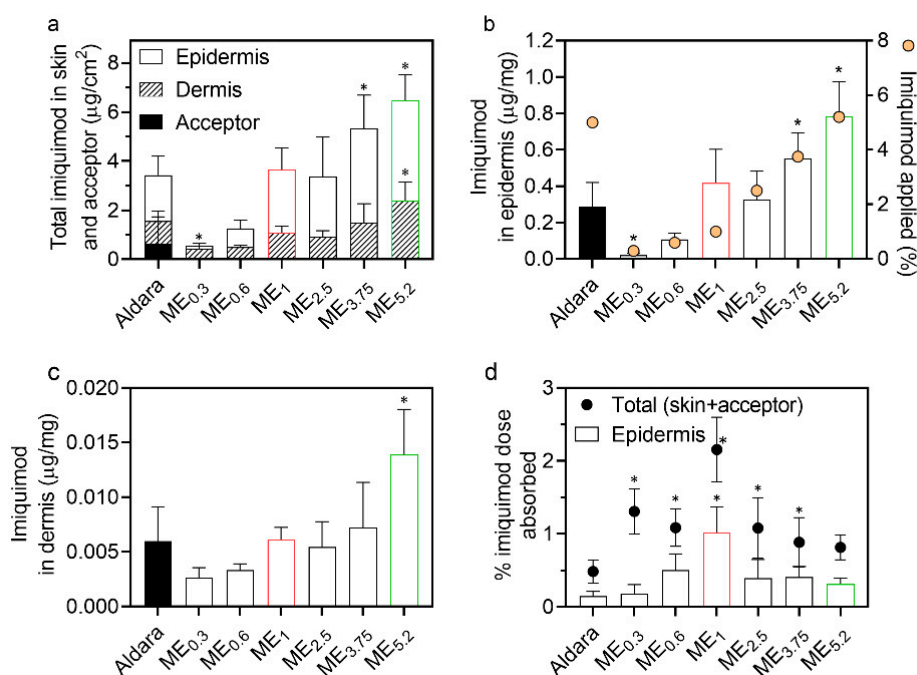 a
Total imiquimod in skin
and acceptor (µg/cm²)
8
6
4
2
0
Epidermis
Dermis
Acceptor
* * * *
Aldara ME0.3 ME0.6 ME1 ME2.5 ME3.75 ME5.2
b
Imiquimod
in epidermis (µg/mg)
1.2
1.0
0.8
0.6
0.4
0.2
0.0
* * *
8
6
4
2
0
Imiquimod applied (%)
Aldara ME0.3 ME0.6 ME1 ME2.5 ME3.75 ME5.2
c
Imiquimod
in dermis (µg/mg)
0.020
0.015
0.010
0.005
0.000
*
Aldara ME0.3 ME0.6 ME1 ME2.5 ME3.75 ME5.2
d
% imiquimod dose
absorbed
3
2
1
0
Total (skin+acceptor)
Epidermis
* * * * * *
Aldara ME0.3 ME0.6 ME1 ME2.5 ME3.75 ME5.2